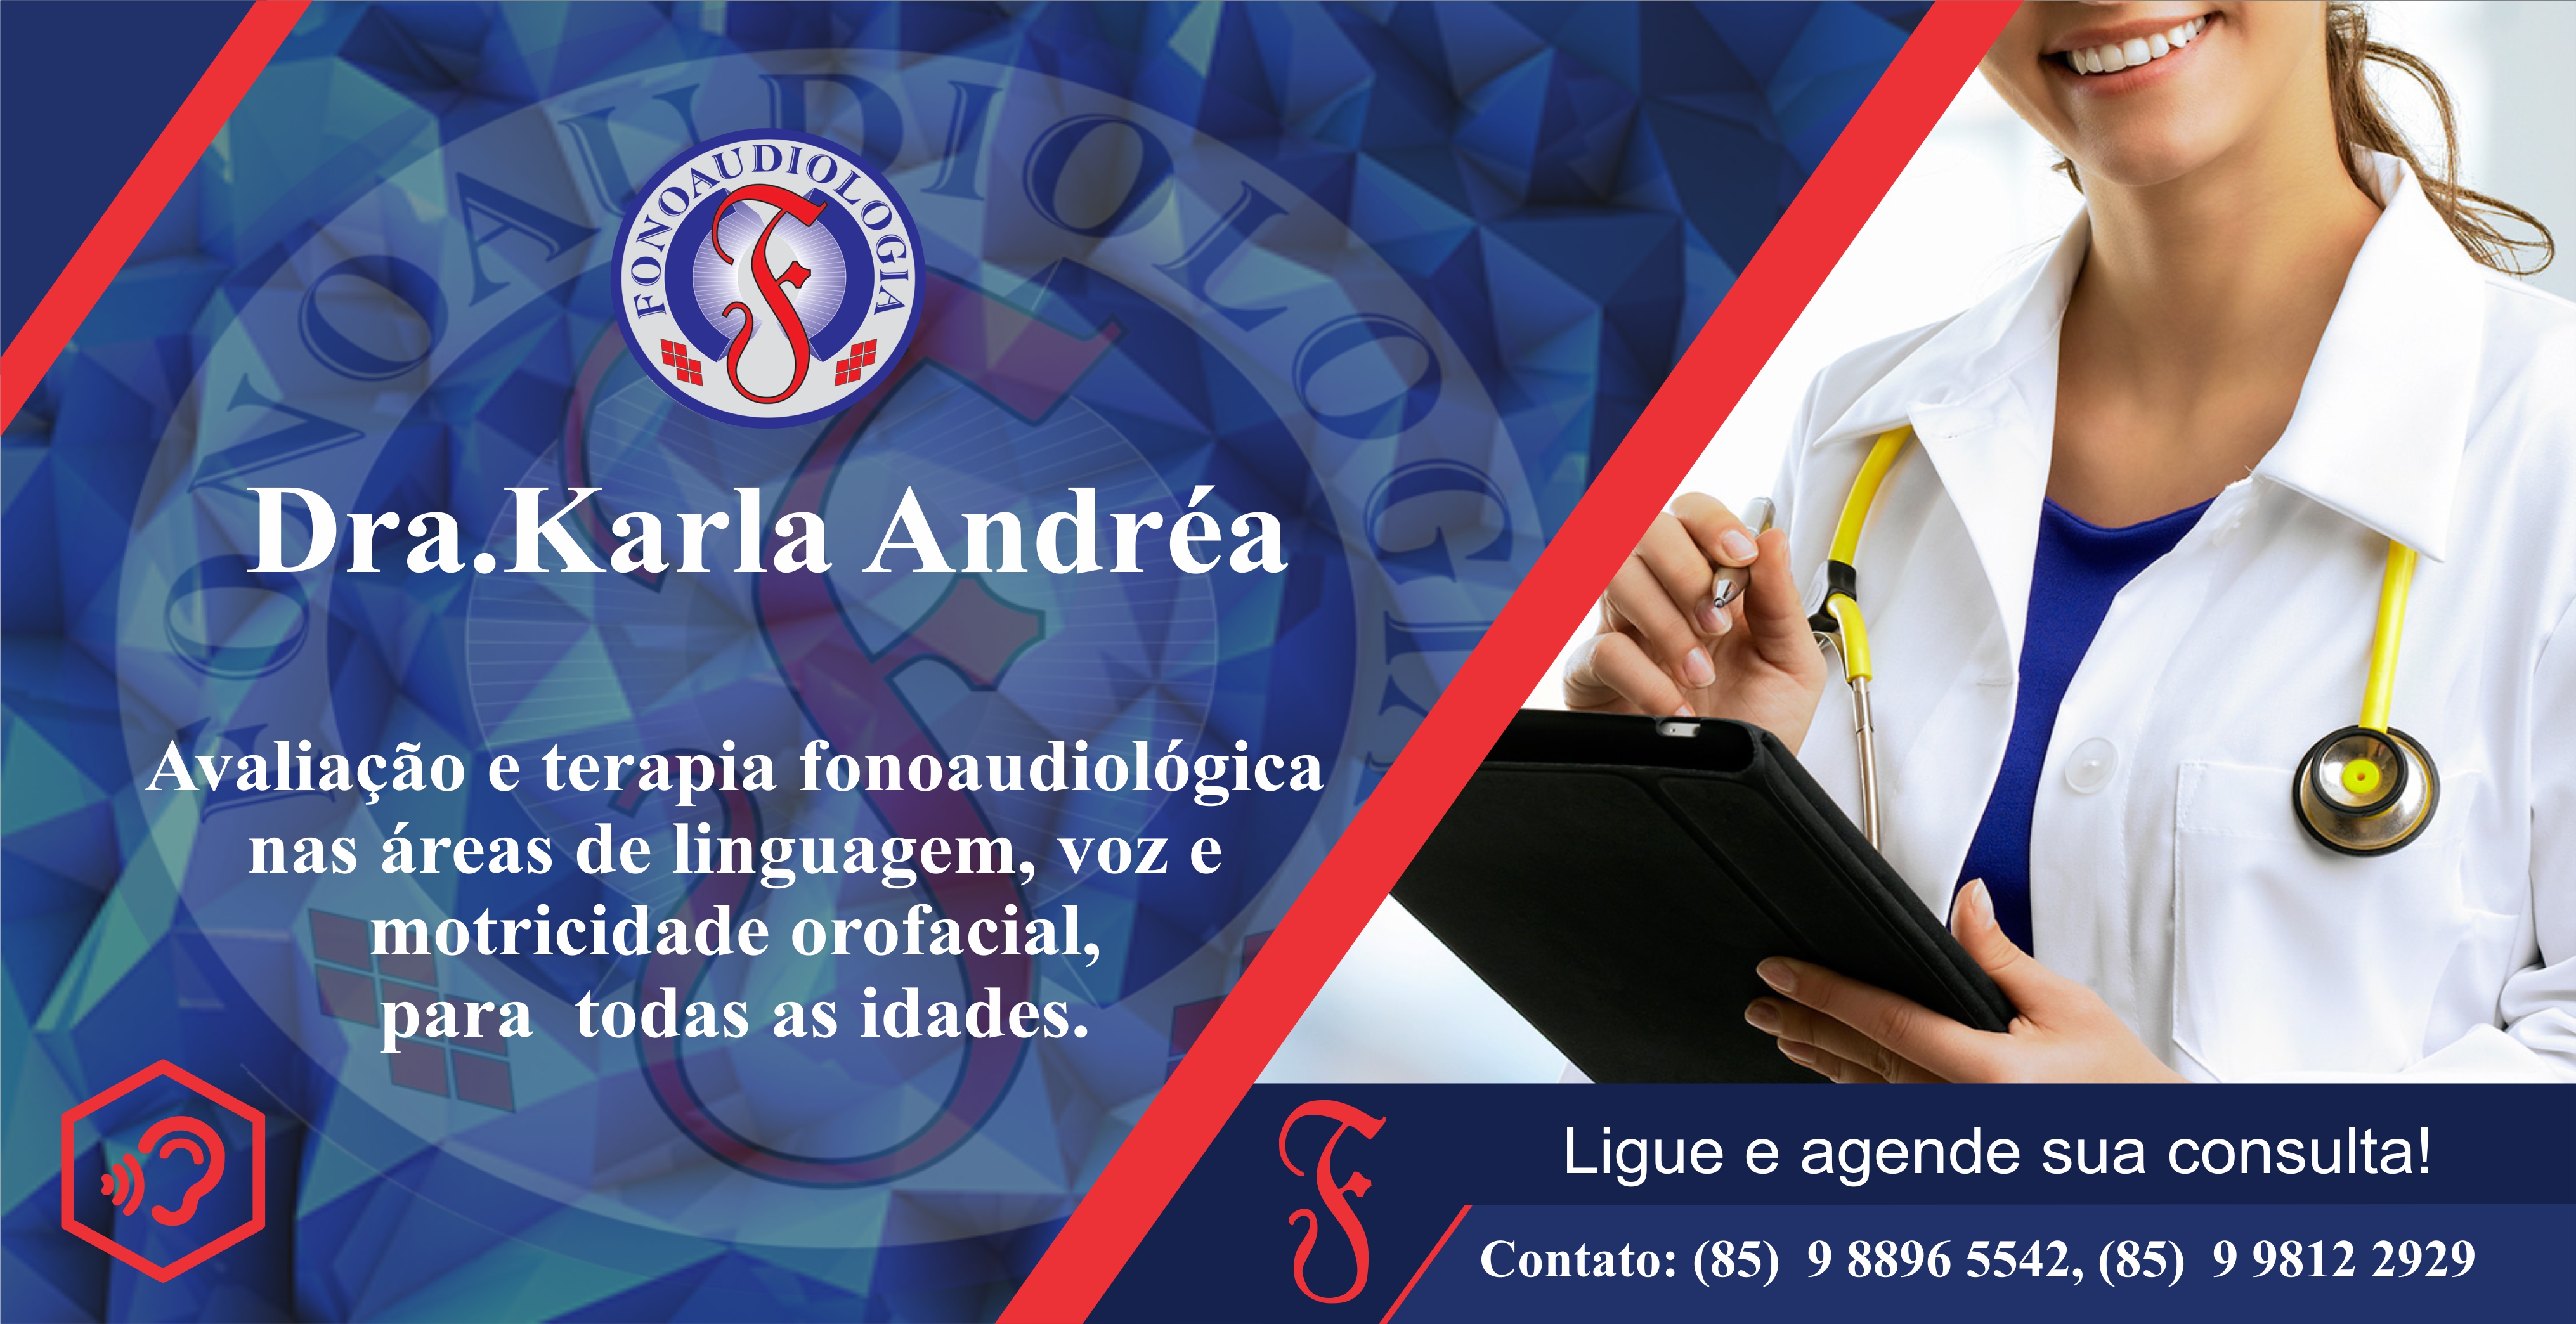 FONOAUDIOLOGIA
FONOAUDIOLOGIA
Dra.Karla Andréa
Avaliação e terapia fonoaudiológica
nas áreas de linguagem, voz e
motricidade orofacial,
para todas as idades.
Ligue e agende sua consulta!
Contato: (85) 9 8896 5542, (85) 9 9812 2929